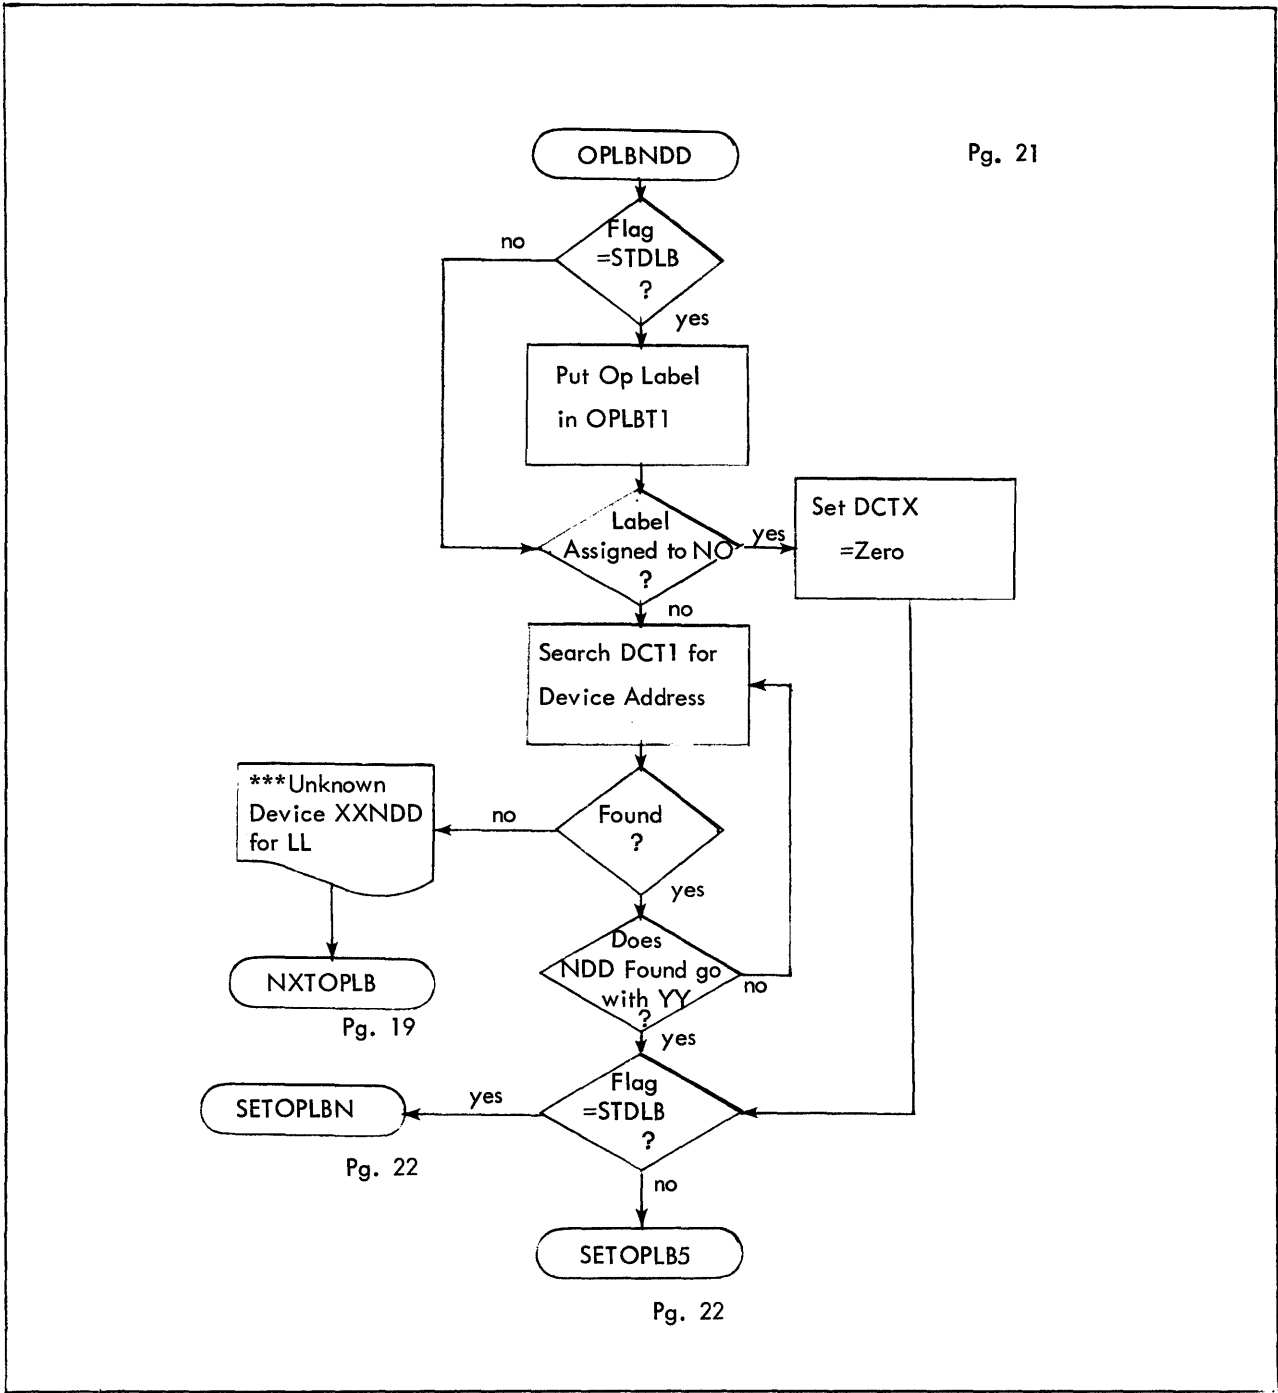 OPLBNDD
Pg. 21
Flag
=STDLB
?
no
yes
Put Op Label
in OPLBT1
Label
Assigned to NO
?
yes
Set DCTX
=Zero
no
Search DCT1 for
Device Address
***Unknown
Device XXNDD
for LL
no
Found
?
yes
Does
NDD Found go
with YY
?
no
NXTOPLB
Pg. 19
yes
Flag
=STDLB
?
yes
SETOPLBN
Pg. 22
no
SETOPLB5
Pg. 22